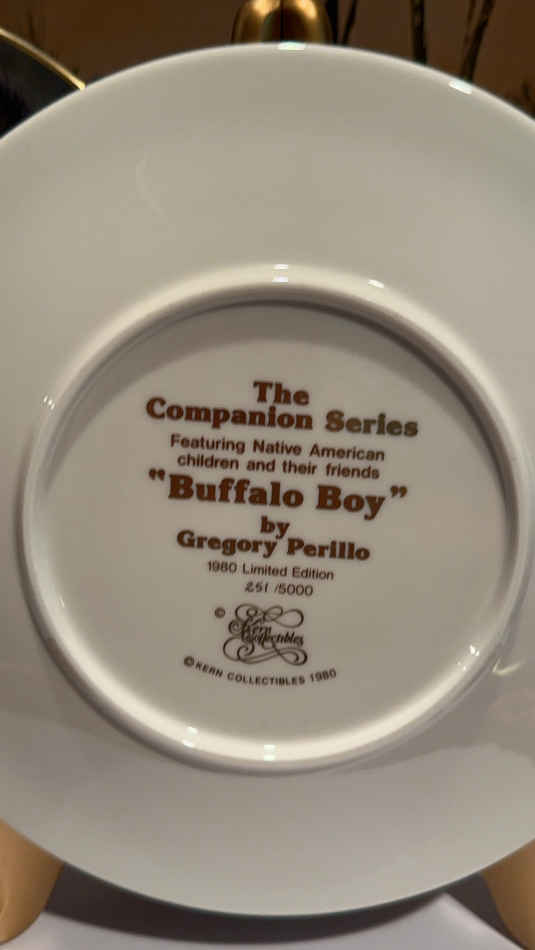 The
Companion Series
Featuring Native American
children and their friends
"Buffalo Boy"
by
Gregory Perillo
1980 Limited Edition
251 /5000
© Kern
Collectibles
© KERN COLLECTIBLES 1980